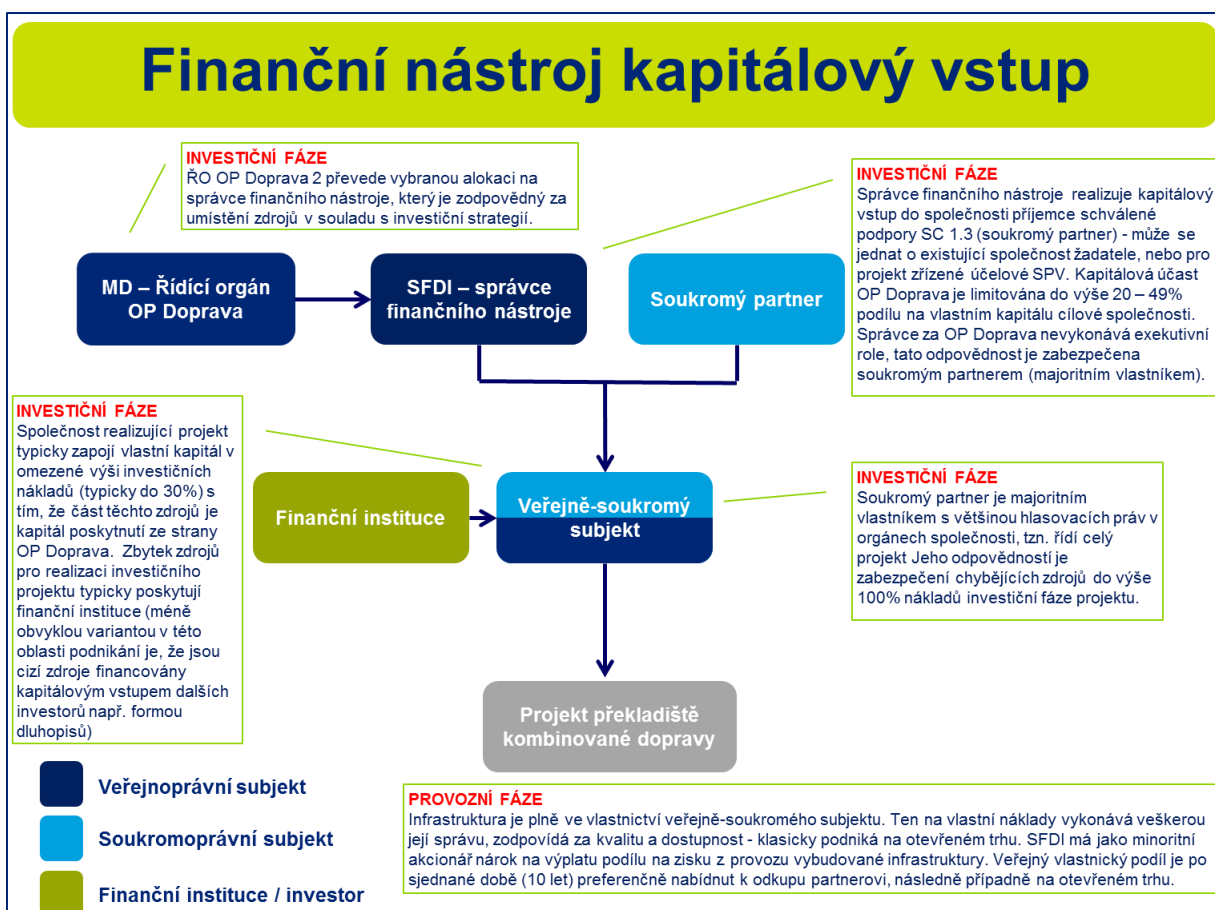 Finanční nástroj kapitálový vstup
INVESTIČNÍ FÁZE
ŘO OP Doprava 2 převede vybranou alokaci na
správce finančního nástroje, který je zodpovědný za
umístění zdrojů v souladu s investiční strategií.
INVESTIČNÍ FÁZE
Správce finančního nástroje realizuje kapitálový
vstup do společnosti příjemce schválené
podpory SC 1.3 (soukromý partner) - může se
jednat o existující společnost žadatele, nebo pro
projekt zřízené účelové SPV. Kapitálová účast
OP Doprava je limitována do výše 20 – 49%
podílu na vlastním kapitálu cílové společnosti.
Správce za OP Doprava nevykonává exekutivní
role, tato odpovědnost je zabezpečena
soukromým partnerem (majoritním vlastníkem).
MD – Řídící orgán
OP Doprava
SFDI – správce
finančního nástroje
Soukromý partner
INVESTIČNÍ FÁZE
Společnost realizující projekt
typicky zapojí vlastní kapitál v
omezené výši investičních
nákladů (typicky do 30%) s
tím, že část těchto zdrojů je
kapitál poskytnutí ze strany
OP Doprava. Zbytek zdrojů
pro realizaci investičního
projektu typicky poskytují
finanční instituce (méně
obvyklou variantou v této
oblasti podnikání je, že jsou
cizí zdroje financovány
kapitálovým vstupem dalších
investorů např. formou
dluhopisů)
Finanční instituce
Veřejně-soukromý
subjekt
INVESTIČNÍ FÁZE
Soukromý partner je majoritním
vlastníkem s většinou hlasovacích práv v
orgánech společnosti, tzn. řídí celý
projekt Jeho odpovědností je
zabezpečení chybějících zdrojů do výše
100% nákladů investiční fáze projektu.
Projekt překladiště
kombinované dopravy
Veřejnoprávní subjekt
Soukromoprávní subjekt
Finanční instituce / investor
PROVOZNÍ FÁZE
Infrastruktura je plně ve vlastnictví veřejně-soukromého subjektu. Ten na vlastní náklady vykonává veškerou
její správu, zodpovídá za kvalitu a dostupnost - klasicky podniká na otevřeném trhu. SFDI má jako minoritní
akcionář nárok na výplatu podílu na zisku z provozu vybudované infrastruktury. Veřejný vlastnický podíl je po
sjednané době (10 let) preferenčně nabídnut k odkupu partnerovi, následně případně na otevřeném trhu.